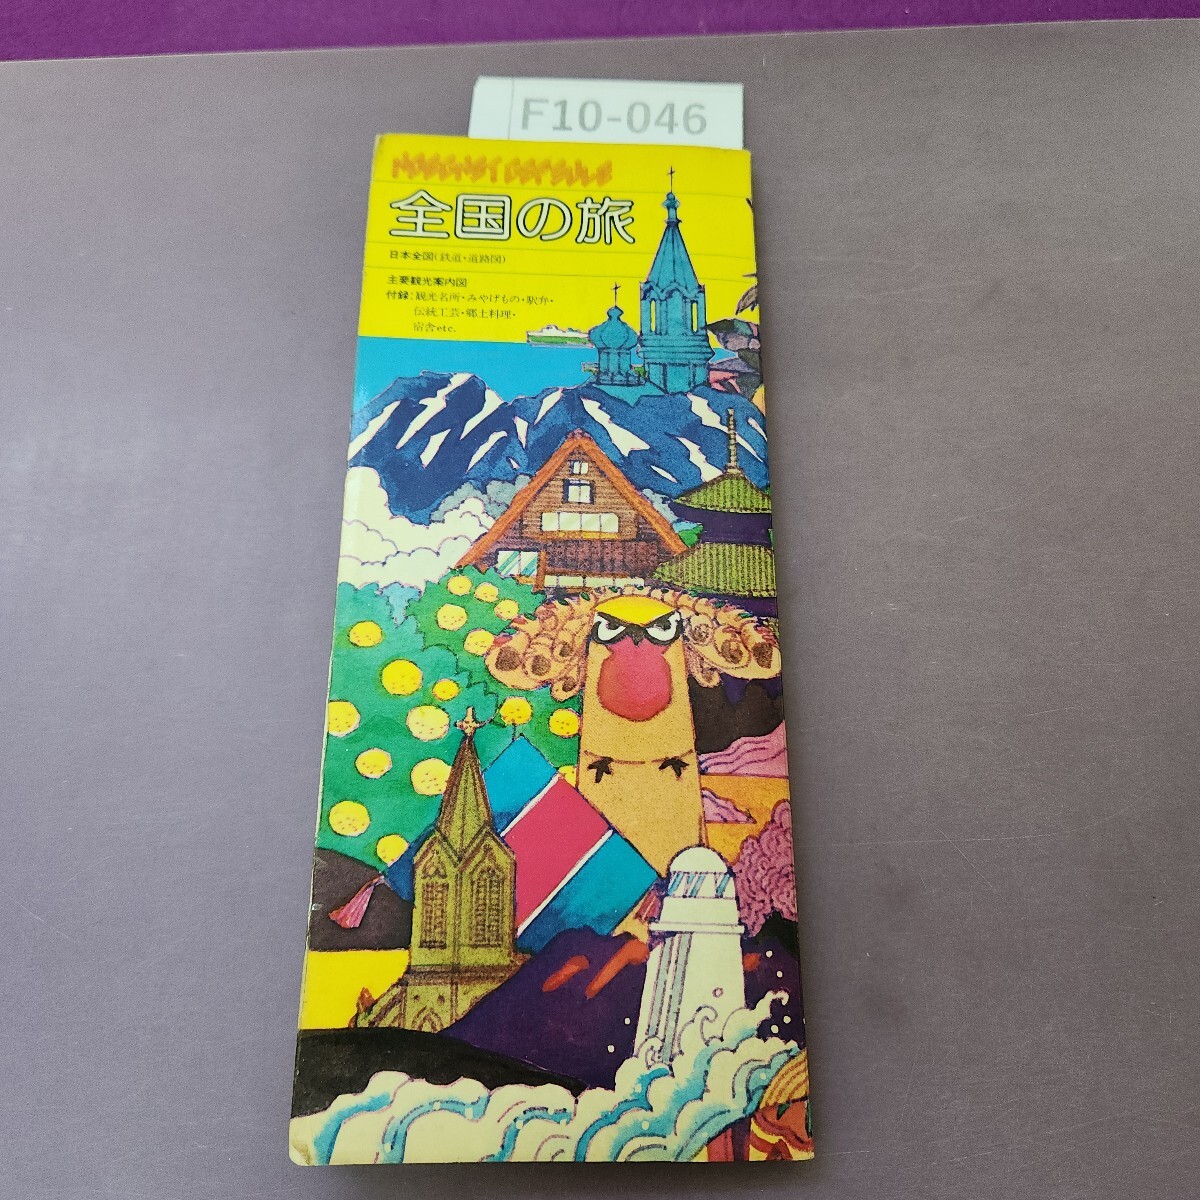 F10-046
全国の旅
日本全図(鉄道・道路図)
主要観光案内図
付録:観光名所・みやげもの・駅弁・
伝統工芸・郷土料理・
宿舎etc.